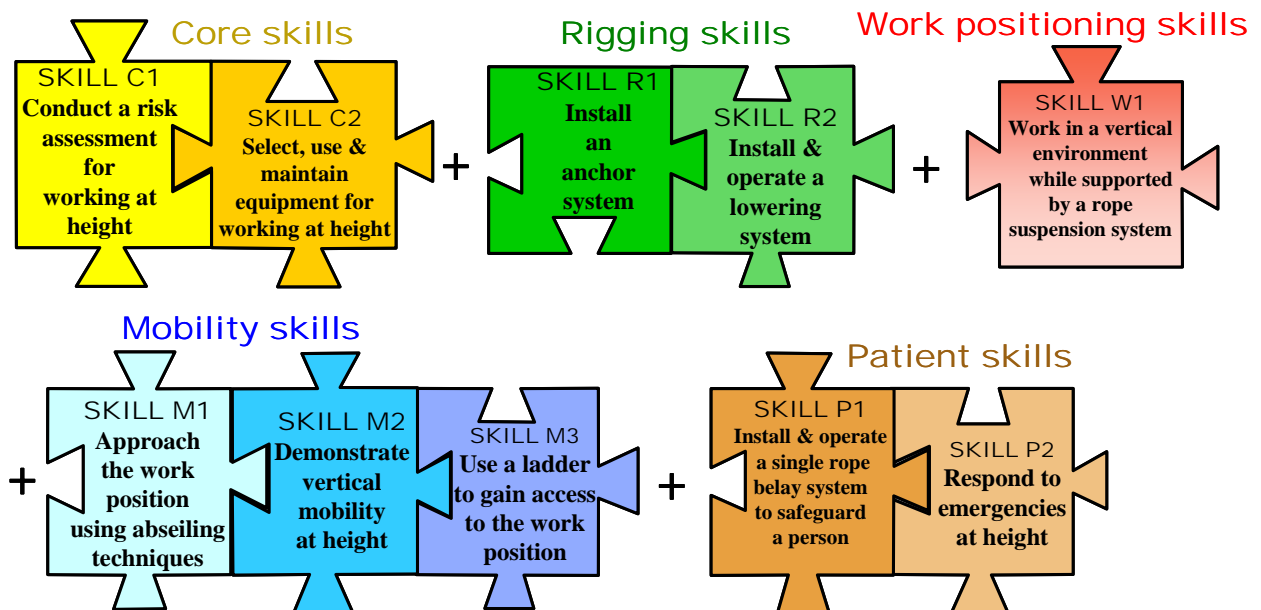 Core skills
SKILL C1
Conduct a risk
assessment
for
working at
height
SKILL C2
Select, use &
maintain
equipment for
working at height
+
Rigging skills
SKILL R1
Install
an
anchor
system
SKILL R2
Install &
operate a
lowering
system
+
Work positioning skills
SKILL W1
Work in a vertical
environment
while supported
by a rope
suspension system
+
Mobility skills
SKILL M1
Approach
the work
position
using abseiling
techniques
SKILL M2
Demonstrate
vertical
mobility
at height
SKILL M3
Use a ladder
to gain access
to the work
position
+
Patient skills
SKILL P1
Install & operate
a single rope
belay system
to safeguard
a person
SKILL P2
Respond to
emergencies
at height